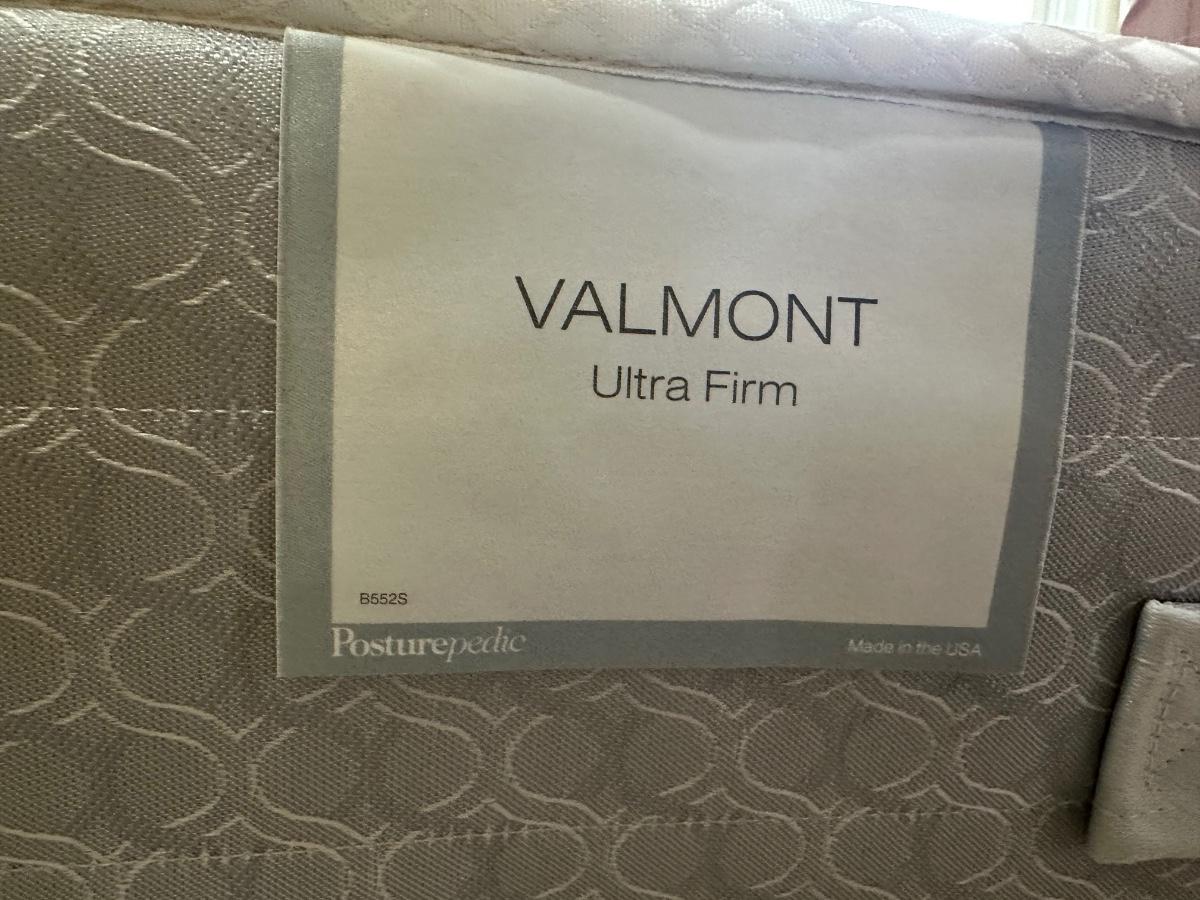 VALMONT
Ultra Firm
B552S
Posturepedic
Made in the USA